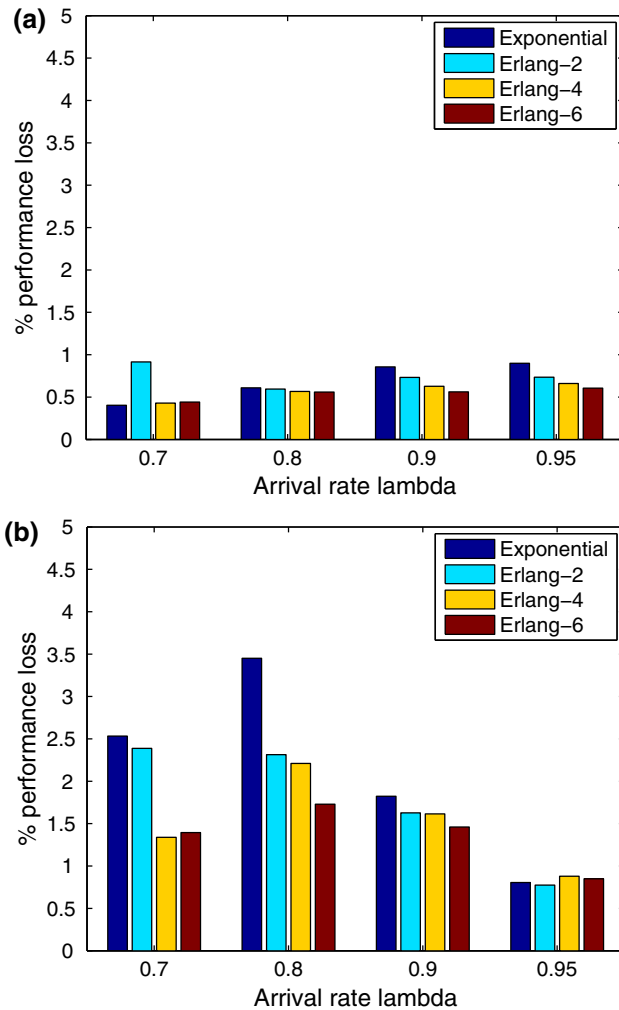 (a)
5
4.5
4
3.5
3
2.5
2
1.5
1
0.5
0
% performance loss
Exponential
Erlang-2
Erlang-4
Erlang-6
0.7 0.8 0.9 0.95
Arrival rate lambda
(b)
5
4.5
4
3.5
3
2.5
2
1.5
1
0.5
0
% performance loss
Exponential
Erlang-2
Erlang-4
Erlang-6
0.7 0.8 0.9 0.95
Arrival rate lambda